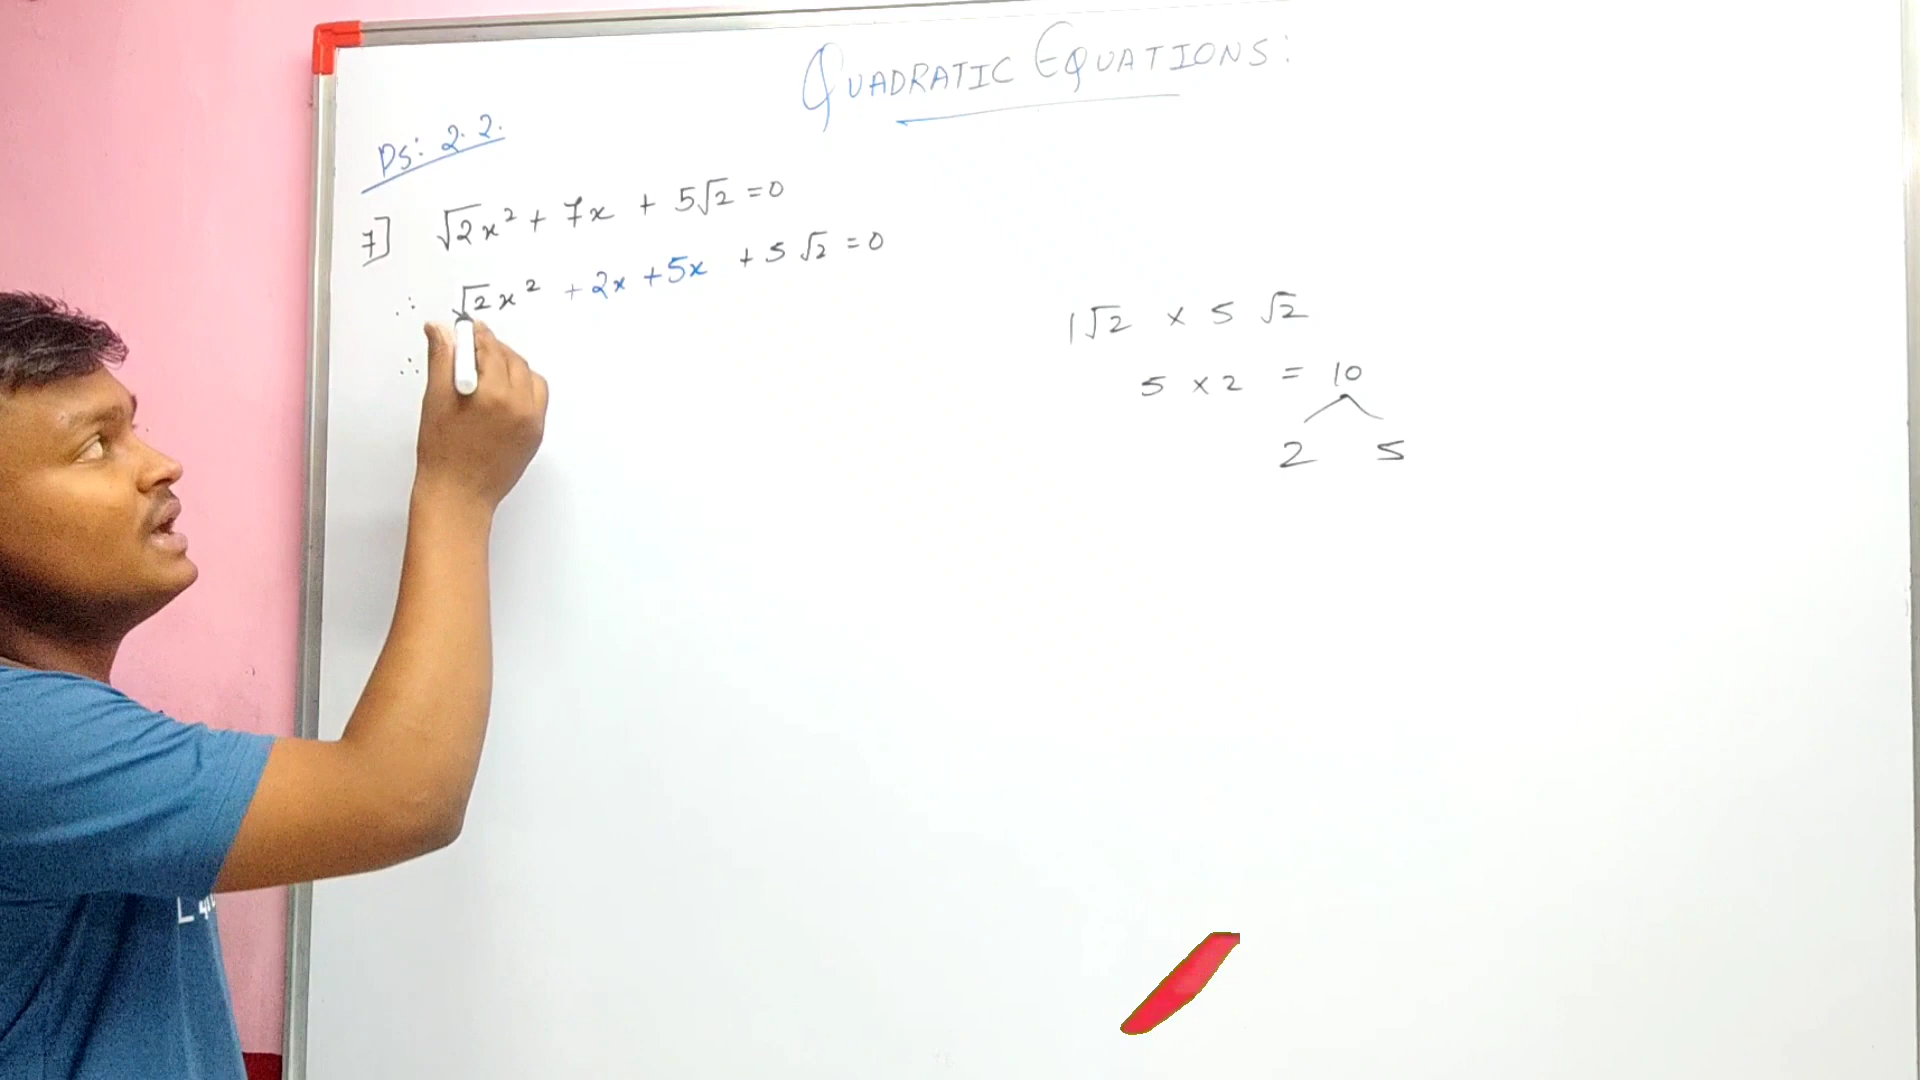 QUADRATIC EQUATIONS:
PS: 2.2.
7] √2x² + 7x + 5√2 = 0
∴ √2x² + 2x + 5x + 5√2 = 0
∴
1√2 × 5 √2
5 × 2 = 10
2 5